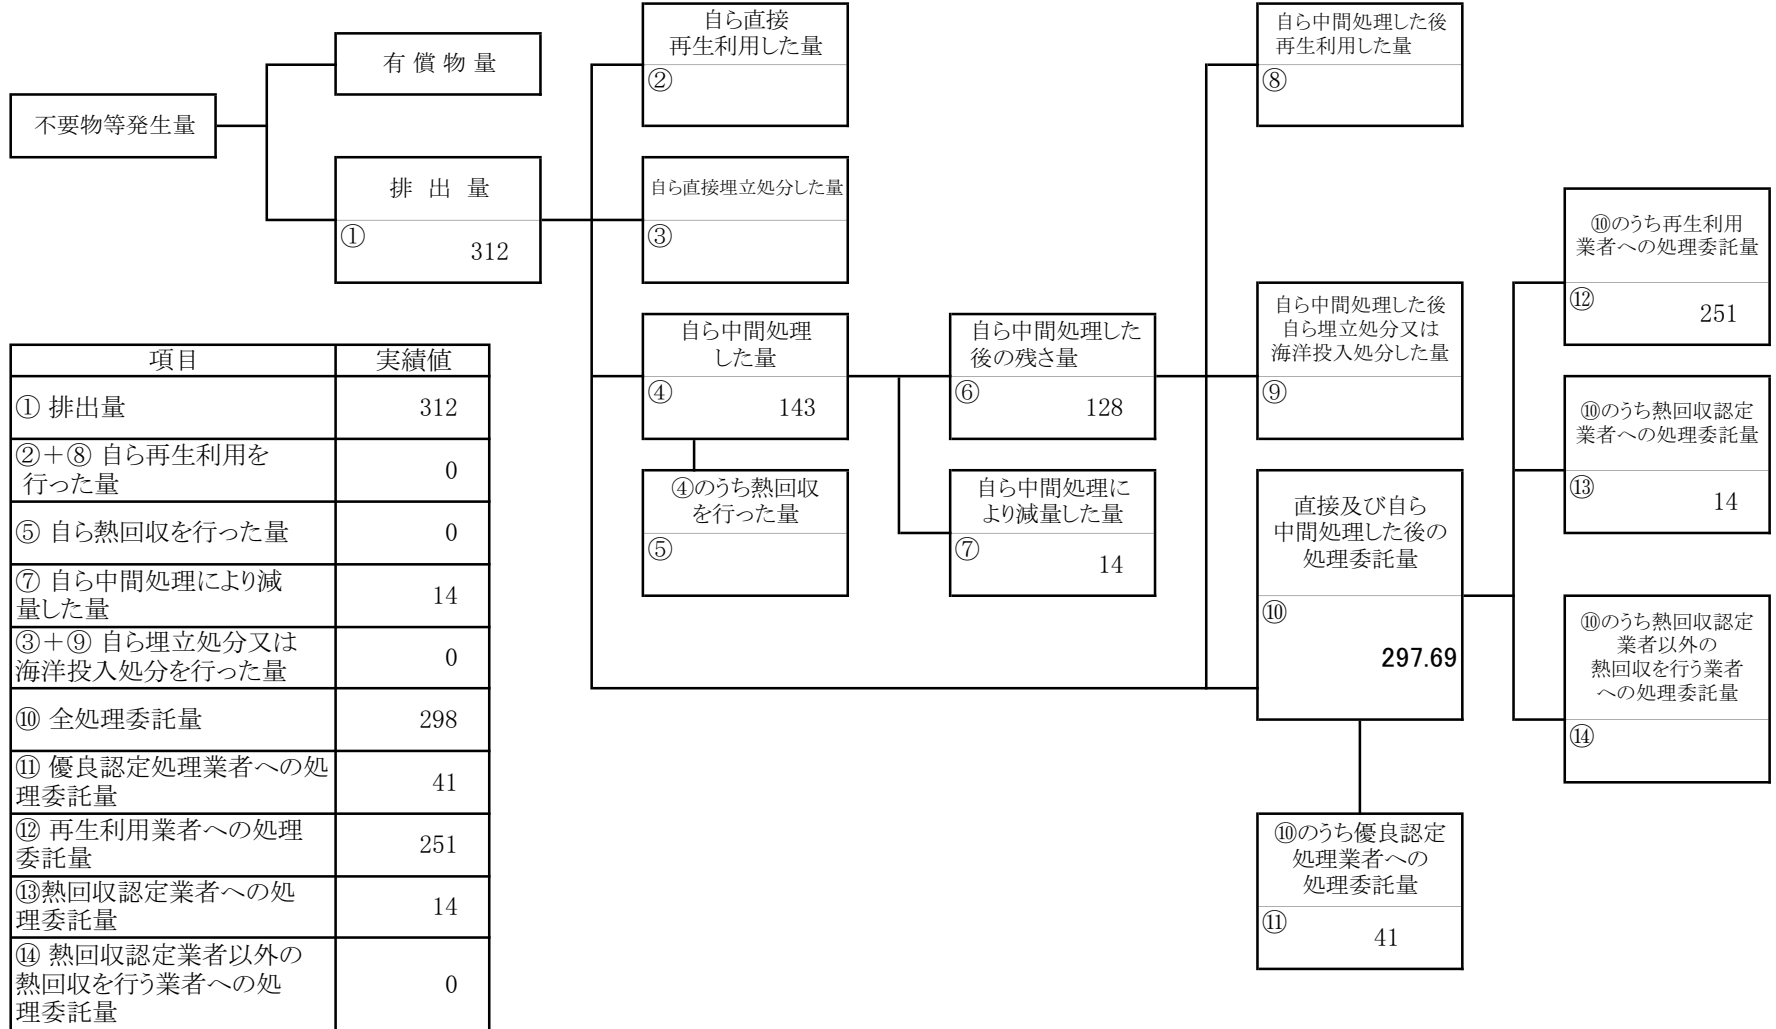 不要物等発生量
有 償 物 量
排 出 量
①
312
自ら直接
再生利用した量
②
自ら直接埋立処分した量
③
自ら中間処理
した量
④
143
④のうち熱回収
を行った量
⑤
自ら中間処理した
後の残さ量
⑥
128
自ら中間処理に
より減量した量
⑦
14
自ら中間処理した後
再生利用した量
⑧
自ら中間処理した後
自ら埋立処分又は
海洋投入処分した量
⑨
直接及び自ら
中間処理した後の
処理委託量
⑩
297.69
⑩のうち優良認定
処理業者への
処理委託量
⑪
41
⑩のうち再生利用
業者への処理委託量
⑫
251
⑩のうち熱回収認定
業者への処理委託量
⑬
14
⑩のうち熱回収認定
業者以外の
熱回収を行う業者
への処理委託量
⑭
項目 実績値
① 排出量 312
②＋⑧ 自ら再生利用を
行った量 0
⑤ 自ら熱回収を行った量 0
⑦ 自ら中間処理により減
量した量 14
③＋⑨ 自ら埋立処分又は
海洋投入処分を行った量 0
⑩ 全処理委託量 298
⑪ 優良認定処理業者への処
理委託量 41
⑫ 再生利用業者への処理
委託量 251
⑬熱回収認定業者への処
理委託量 14
⑭ 熱回収認定業者以外の
熱回収を行う業者への処
理委託量 0